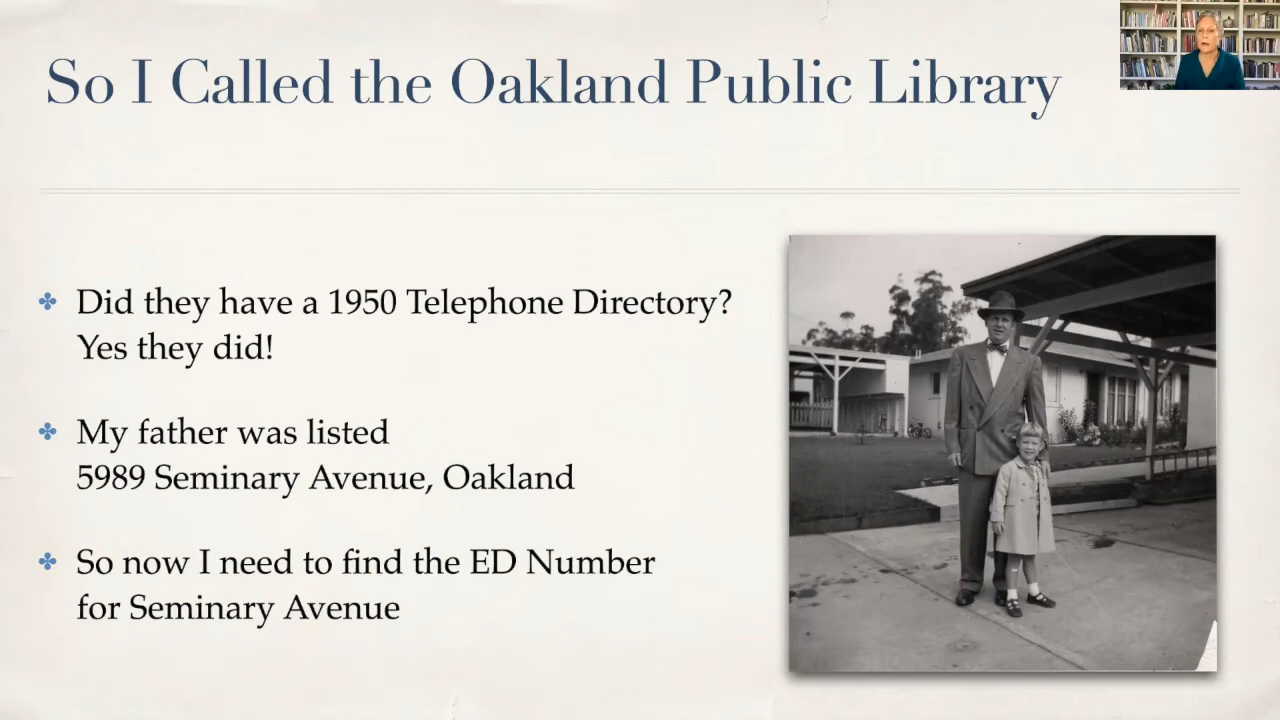 So I Called the Oakland Public Library
Did they have a 1950 Telephone Directory?
Yes they did!
My father was listed
5989 Seminary Avenue, Oakland
So now I need to find the ED Number
for Seminary Avenue